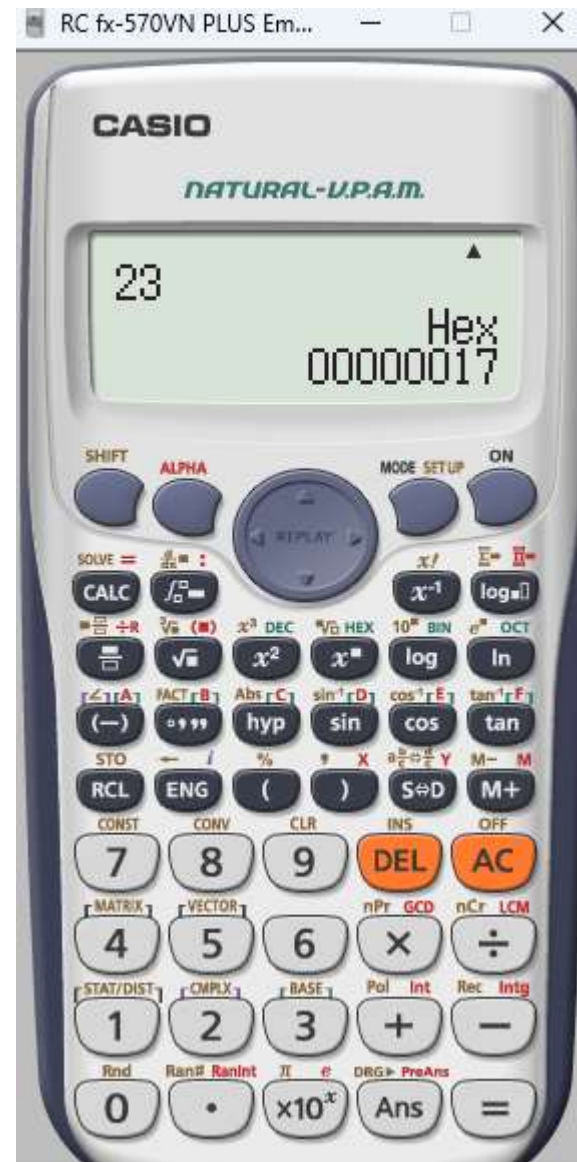 RC fx-570VN PLUS Em...
CASIO
NATURAL-V.P.A.M.
23
Hex
00000017
SHIFT ALPHA MODE SETUP ON
REPLAY
SOLVE = : x! Σ Π
CALC ∫ x⁻¹ log
÷R ∛ (■) x³ DEC ■√ HEX 10■ BIN e■ OCT
√■ x² x■ log ln
∠ A FACT B Abs C sin⁻¹ D cos⁻¹ E tan⁻¹ F
(−) °,,, hyp sin cos tan
STO ← i % , X Y M− M
RCL ENG ( ) S⇔D M+
CONST CONV CLR INS OFF
7 8 9 DEL AC
MATRIX VECTOR nPr GCD nCr LCM
4 5 6 × ÷
STAT/DIST CMPLX BASE Pol Int Rec Intg
1 2 3 + −
Rnd Ran# RanInt π e DRG▶ PreAns
0 • ×10ˣ Ans =